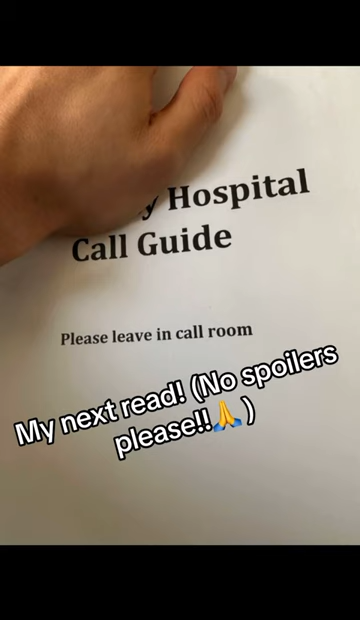 Hospital
Call Guide
Please leave in call room
My next read! (No spoilers
please!!🙏)